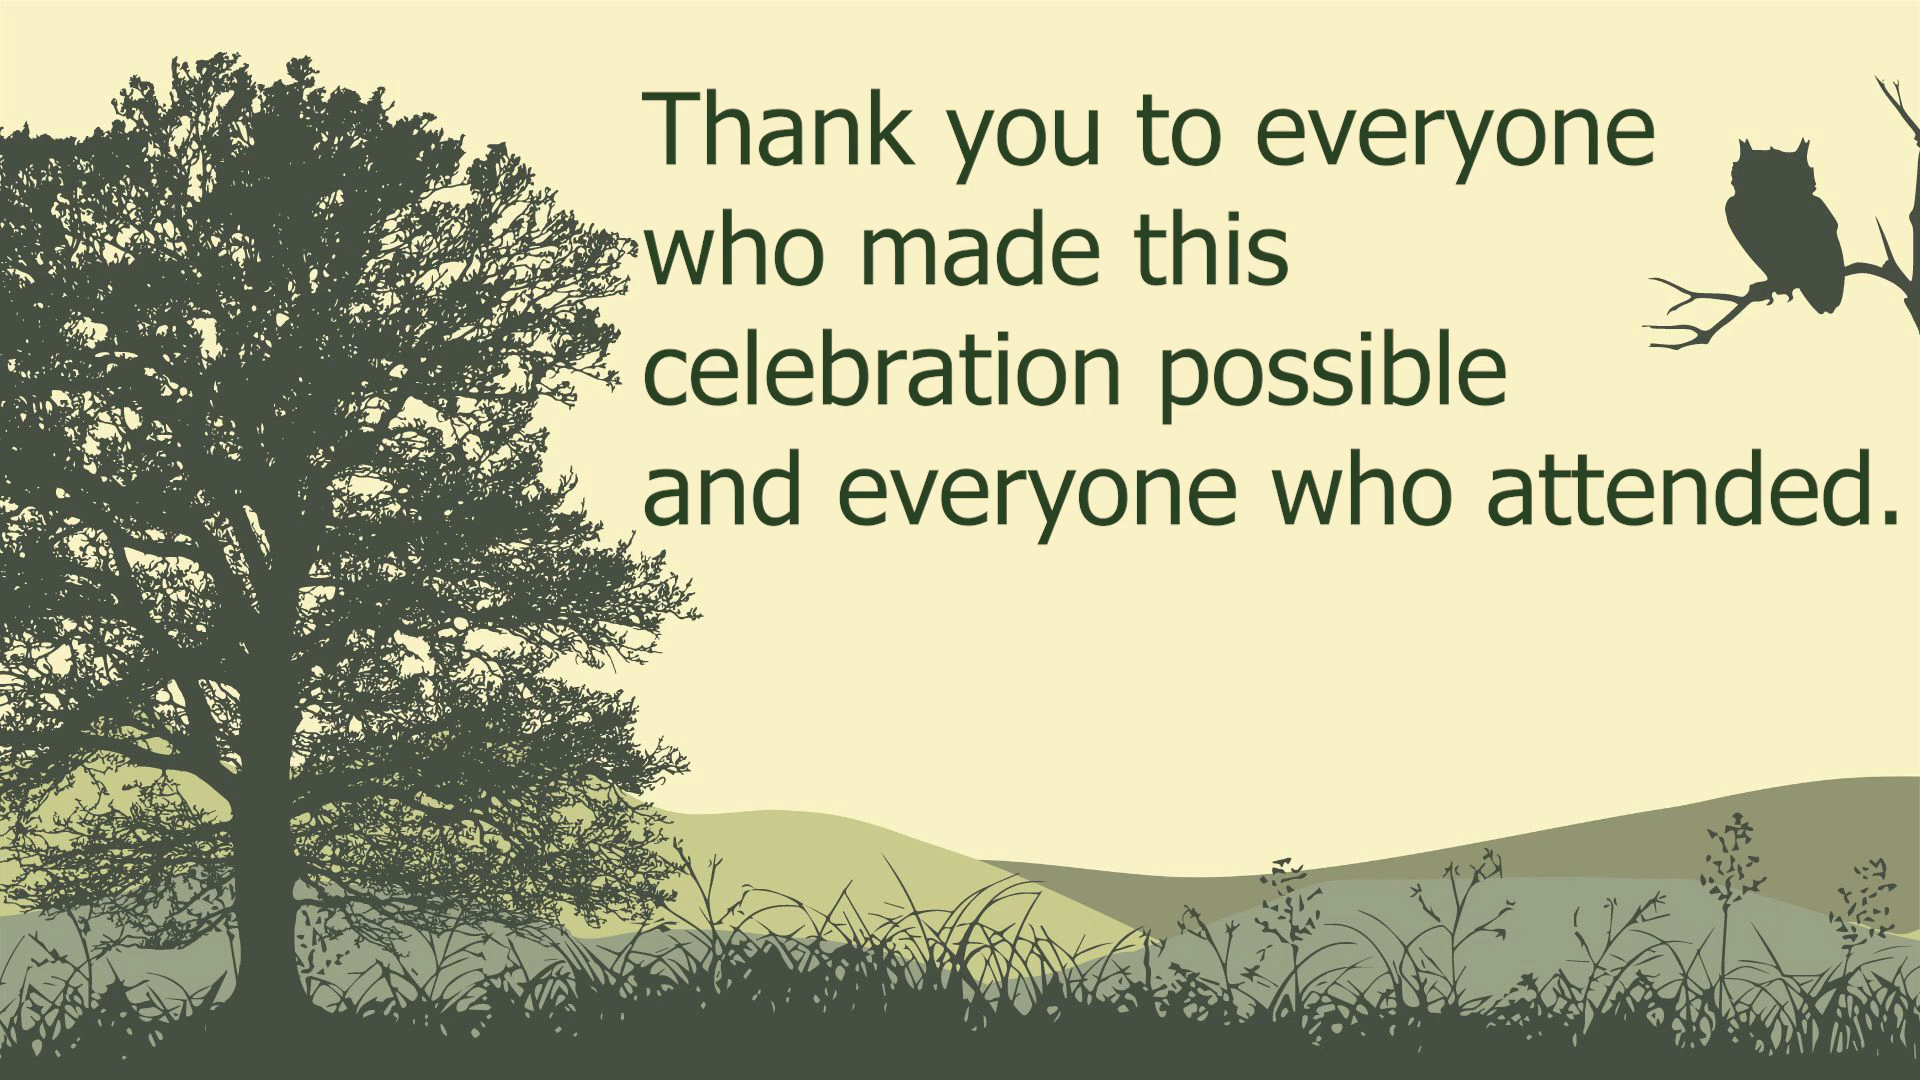 Thank you to everyone
who made this
celebration possible
and everyone who attended.